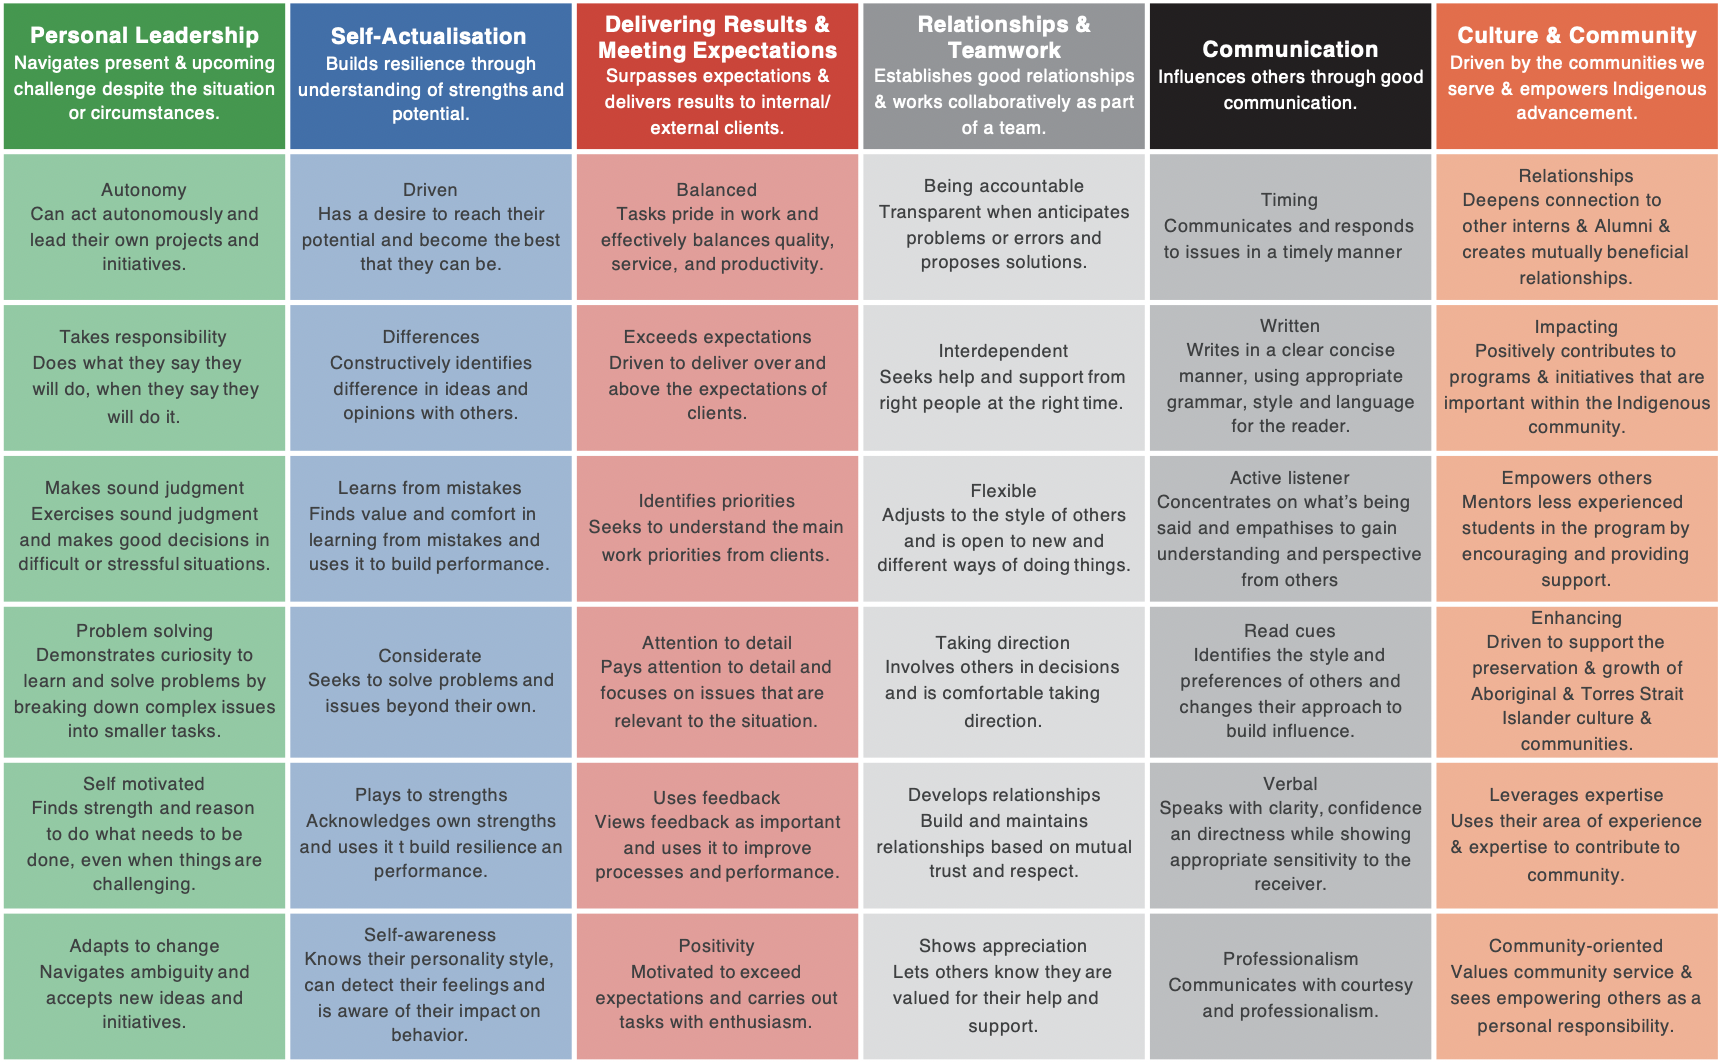 Personal Leadership
Navigates present & upcoming
challenge despite the situation
or circumstances.
Self-Actualisation
Builds resilience through
understanding of strengths and
potential.
Delivering Results &
Meeting Expectations
Surpasses expectations &
delivers results to internal/
external clients.
Relationships &
Teamwork
Establishes good relationships
& works collaboratively as part
of a team.
Communication
Influences others through good
communication.
Culture & Community
Driven by the communities we
serve & empowers Indigenous
advancement.
Autonomy
Can act autonomously and
lead their own projects and
initiatives.
Driven
Has a desire to reach their
potential and become the best
that they can be.
Balanced
Tasks pride in work and
effectively balances quality,
service, and productivity.
Being accountable
Transparent when anticipates
problems or errors and
proposes solutions.
Timing
Communicates and responds
to issues in a timely manner
Relationships
Deepens connection to
other interns & Alumni &
creates mutually beneficial
relationships.
Takes responsibility
Does what they say they
will do, when they say they
will do it.
Differences
Constructively identifies
difference in ideas and
opinions with others.
Exceeds expectations
Driven to deliver over and
above the expectations of
clients.
Interdependent
Seeks help and support from
right people at the right time.
Written
Writes in a clear concise
manner, using appropriate
grammar, style and language
for the reader.
Impacting
Positively contributes to
programs & initiatives that are
important within the Indigenous
community.
Makes sound judgment
Exercises sound judgment
and makes good decisions in
difficult or stressful situations.
Learns from mistakes
Finds value and comfort in
learning from mistakes and
uses it to build performance.
Identifies priorities
Seeks to understand the main
work priorities from clients.
Flexible
Adjusts to the style of others
and is open to new and
different ways of doing things.
Active listener
Concentrates on what's being
said and empathises to gain
understanding and perspective
from others
Empowers others
Mentors less experienced
students in the program by
encouraging and providing
support.
Problem solving
Demonstrates curiosity to
learn and solve problems by
breaking down complex issues
into smaller tasks.
Considerate
Seeks to solve problems and
issues beyond their own.
Attention to detail
Pays attention to detail and
focuses on issues that are
relevant to the situation.
Taking direction
Involves others in decisions
and is comfortable taking
direction.
Read cues
Identifies the style and
preferences of others and
changes their approach to
build influence.
Enhancing
Driven to support the
preservation & growth of
Aboriginal & Torres Strait
Islander culture &
communities.
Self motivated
Finds strength and reason
to do what needs to be
done, even when things are
challenging.
Plays to strengths
Acknowledges own strengths
and uses it t build resilience an
performance.
Uses feedback
Views feedback as important
and uses it to improve
processes and performance.
Develops relationships
Build and maintains
relationships based on mutual
trust and respect.
Verbal
Speaks with clarity, confidence
an directness while showing
appropriate sensitivity to the
receiver.
Leverages expertise
Uses their area of experience
& expertise to contribute to
community.
Adapts to change
Navigates ambiguity and
accepts new ideas and
initiatives.
Self-awareness
Knows their personality style,
can detect their feelings and
is aware of their impact on
behavior.
Positivity
Motivated to exceed
expectations and carries out
tasks with enthusiasm.
Shows appreciation
Lets others know they are
valued for their help and
support.
Professionalism
Communicates with courtesy
and professionalism.
Community-oriented
Values community service &
sees empowering others as a
personal responsibility.